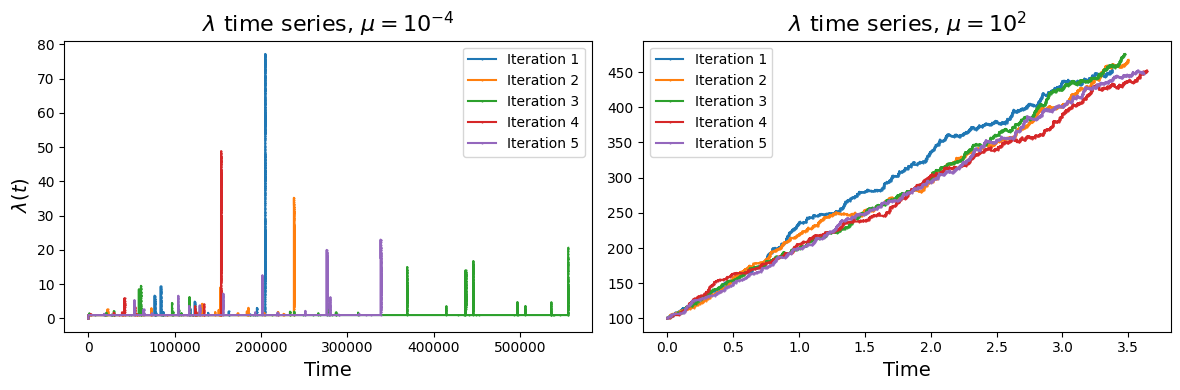 λ time series, μ = 10⁻⁴
80
70
60
50
40
30
20
10
0
λ(t)
Iteration 1
Iteration 2
Iteration 3
Iteration 4
Iteration 5
0 100000 200000 300000 400000 500000
Time
λ time series, μ = 10²
450
400
350
300
250
200
150
100
Iteration 1
Iteration 2
Iteration 3
Iteration 4
Iteration 5
0.0 0.5 1.0 1.5 2.0 2.5 3.0 3.5
Time